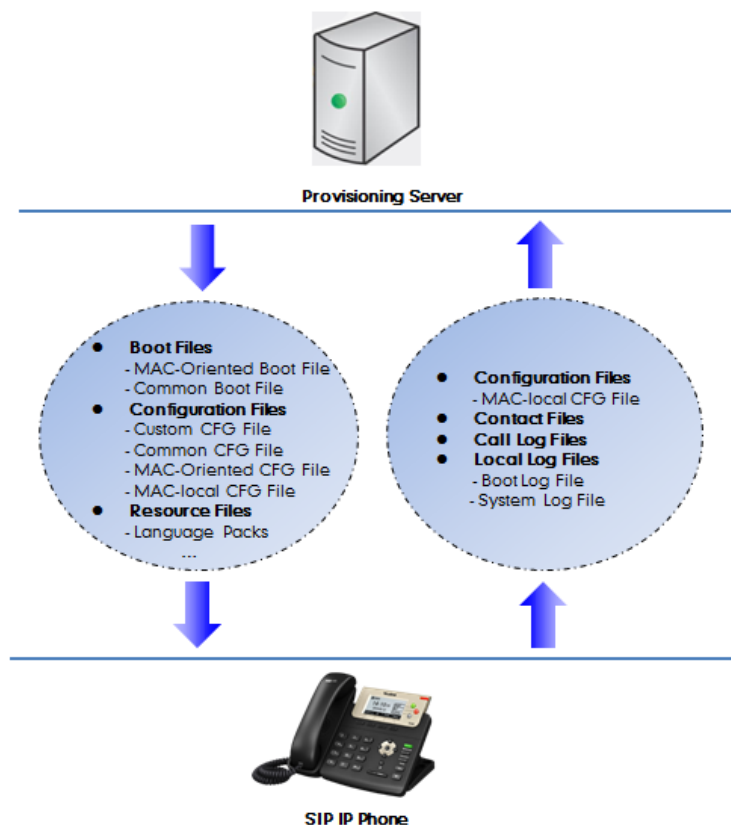 Provisioning Server
● Boot Files
- MAC-Oriented Boot File
- Common Boot File
● Configuration Files
- Custom CFG File
- Common CFG File
- MAC-Oriented CFG File
- MAC-local CFG File
● Resource Files
- Language Packs
...
● Configuration Files
- MAC-local CFG File
● Contact Files
● Call Log Files
● Local Log Files
- Boot Log File
- System Log File
SIP IP Phone